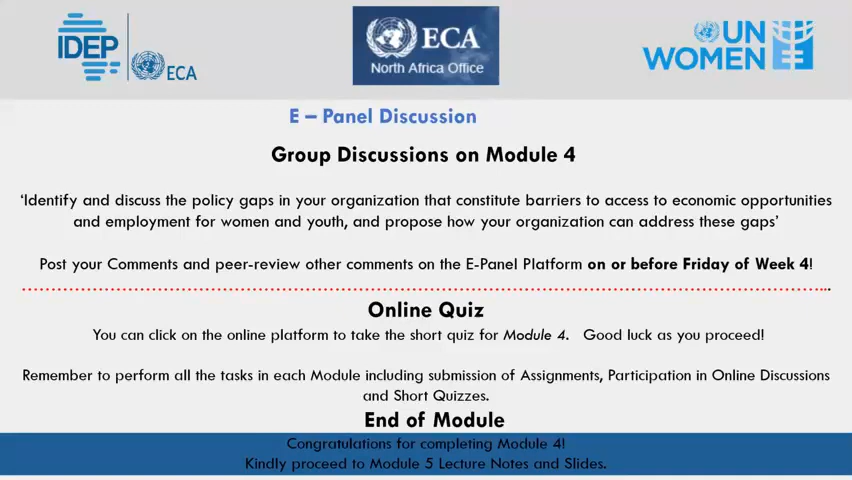 IDEP
ECA
ECA
North Africa Office
UN
WOMEN
E – Panel Discussion
Group Discussions on Module 4
‘Identify and discuss the policy gaps in your organization that constitute barriers to access to economic opportunities
and employment for women and youth, and propose how your organization can address these gaps’
Post your Comments and peer-review other comments on the E-Panel Platform on or before Friday of Week 4!
Online Quiz
You can click on the online platform to take the short quiz for Module 4. Good luck as you proceed!
Remember to perform all the tasks in each Module including submission of Assignments, Participation in Online Discussions
and Short Quizzes.
End of Module
Congratulations for completing Module 4!
Kindly proceed to Module 5 Lecture Notes and Slides.